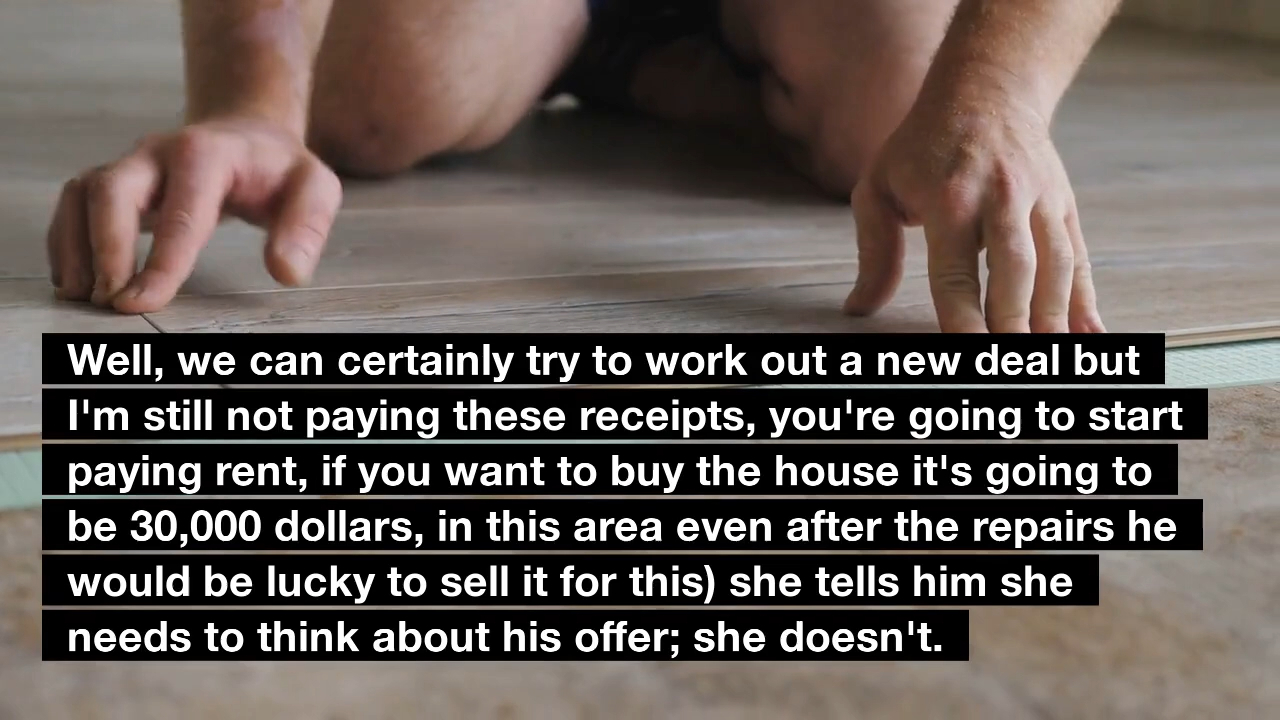 Well, we can certainly try to work out a new deal but
I'm still not paying these receipts, you're going to start
paying rent, if you want to buy the house it's going to
be 30,000 dollars, in this area even after the repairs he
would be lucky to sell it for this) she tells him she
needs to think about his offer; she doesn't.